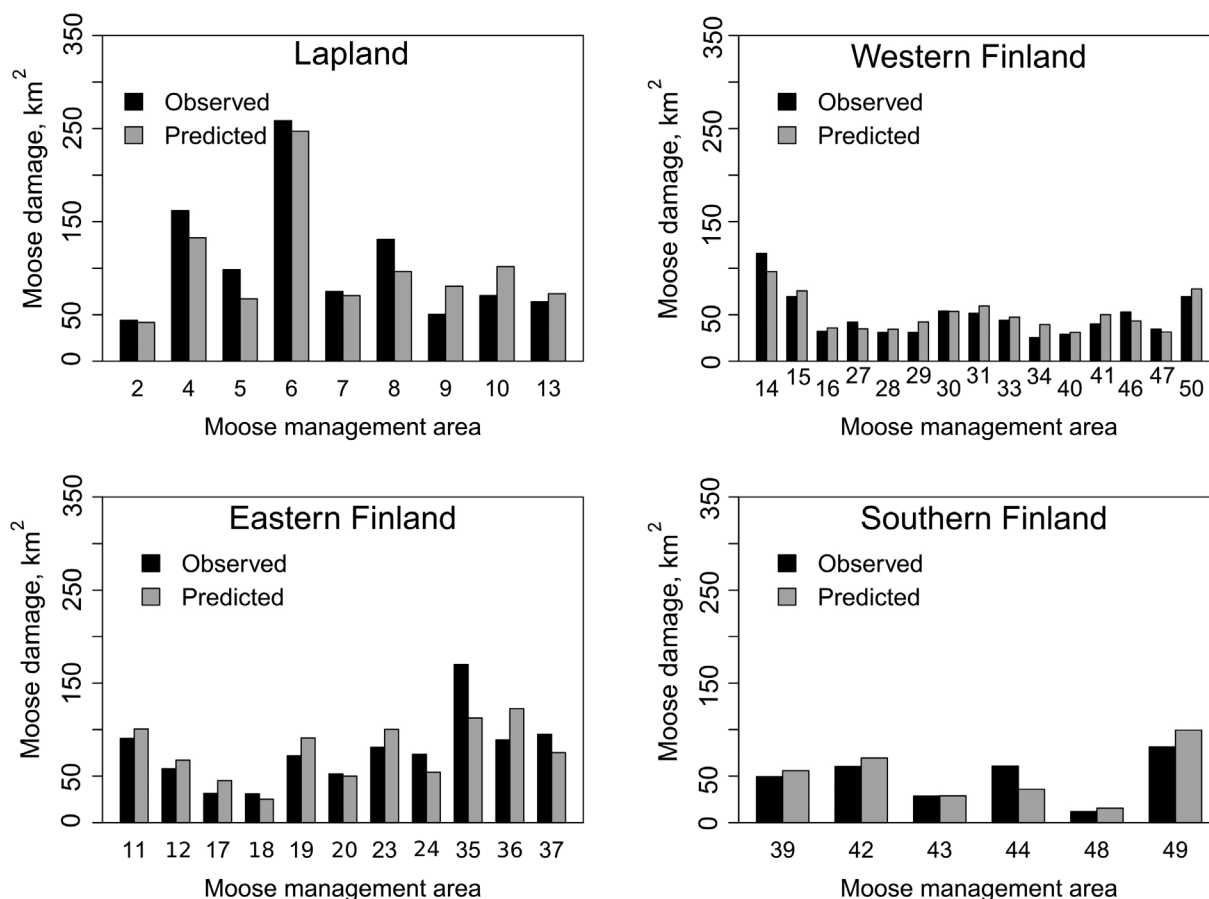 Lapland
Observed
Predicted
Moose damage, km²
350
250
150
50
0
2 4 5 6 7 8 9 10 13
Moose management area
Western Finland
Observed
Predicted
Moose damage, km²
350
250
150
50
0
14 15 16 27 28 29 30 31 33 34 40 41 46 47 50
Moose management area
Eastern Finland
Observed
Predicted
Moose damage, km²
350
250
150
50
0
11 12 17 18 19 20 23 24 35 36 37
Moose management area
Southern Finland
Observed
Predicted
Moose damage, km²
350
250
150
50
0
39 42 43 44 48 49
Moose management area